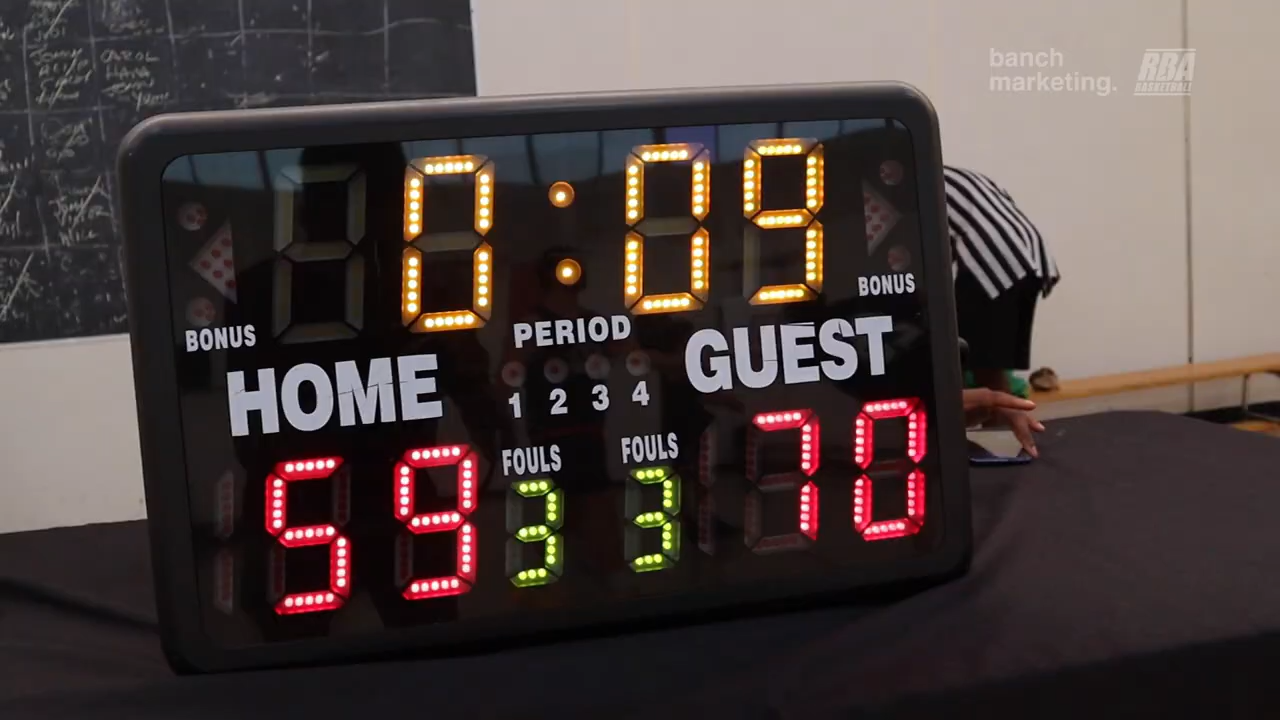 banch
marketing.
RBA
BASKETBALL
0:09
BONUS
BONUS
PERIOD
HOME
GUEST
1 2 3 4
FOULS
FOULS
59
3
3
70